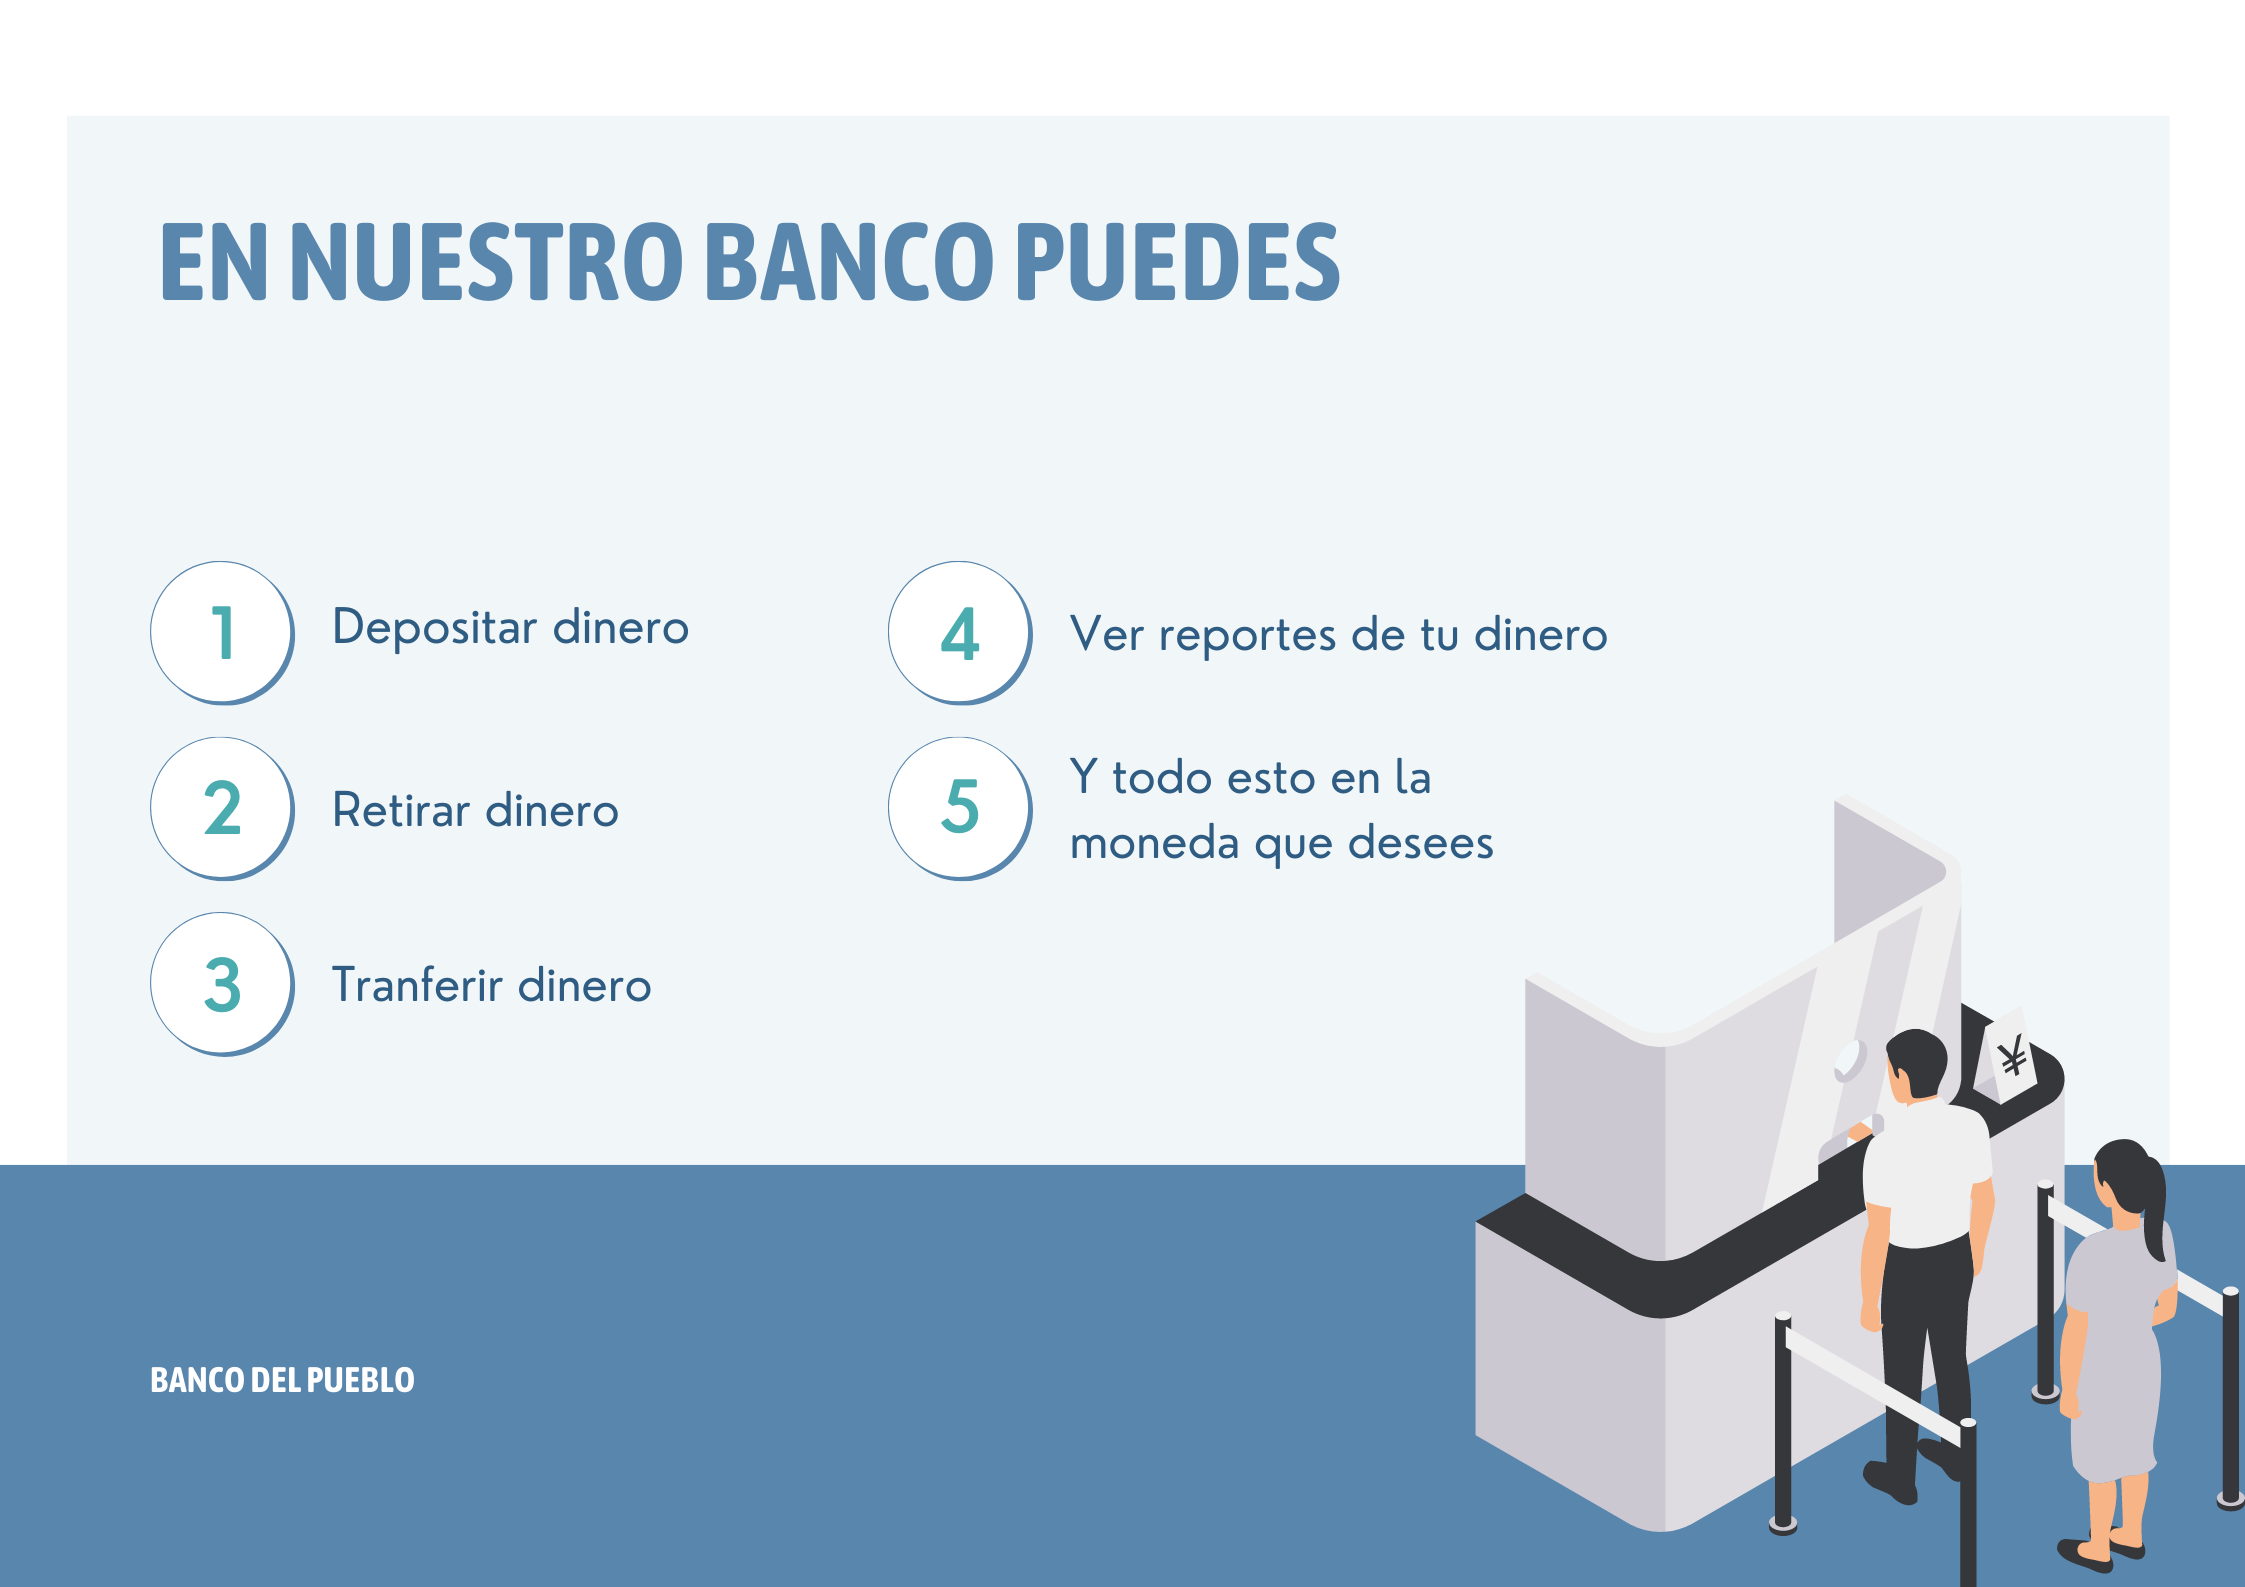 EN NUESTRO BANCO PUEDES
1
Depositar dinero
2
Retirar dinero
3
Tranferir dinero
4
Ver reportes de tu dinero
5
Y todo esto en la
moneda que desees
¥
BANCO DEL PUEBLO